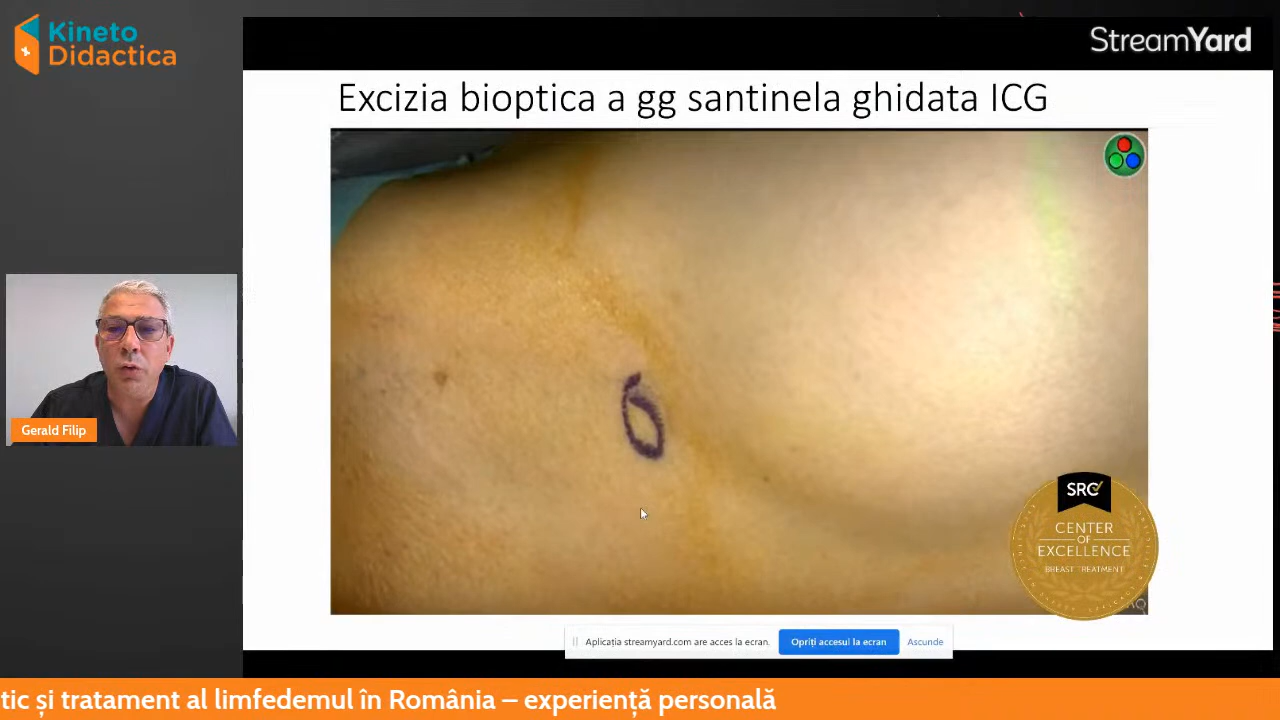 Kineto
Didactica
StreamYard
Excizia bioptica a gg santinela ghidata ICG
Gerald Filip
SRC
CENTER
OF
EXCELLENCE
BREAST TREATMENT
Aplicația streamyard.com are acces la ecran.
Opriți accesul la ecran
Ascunde
tic și tratament al limfedemul în România – experiență personală